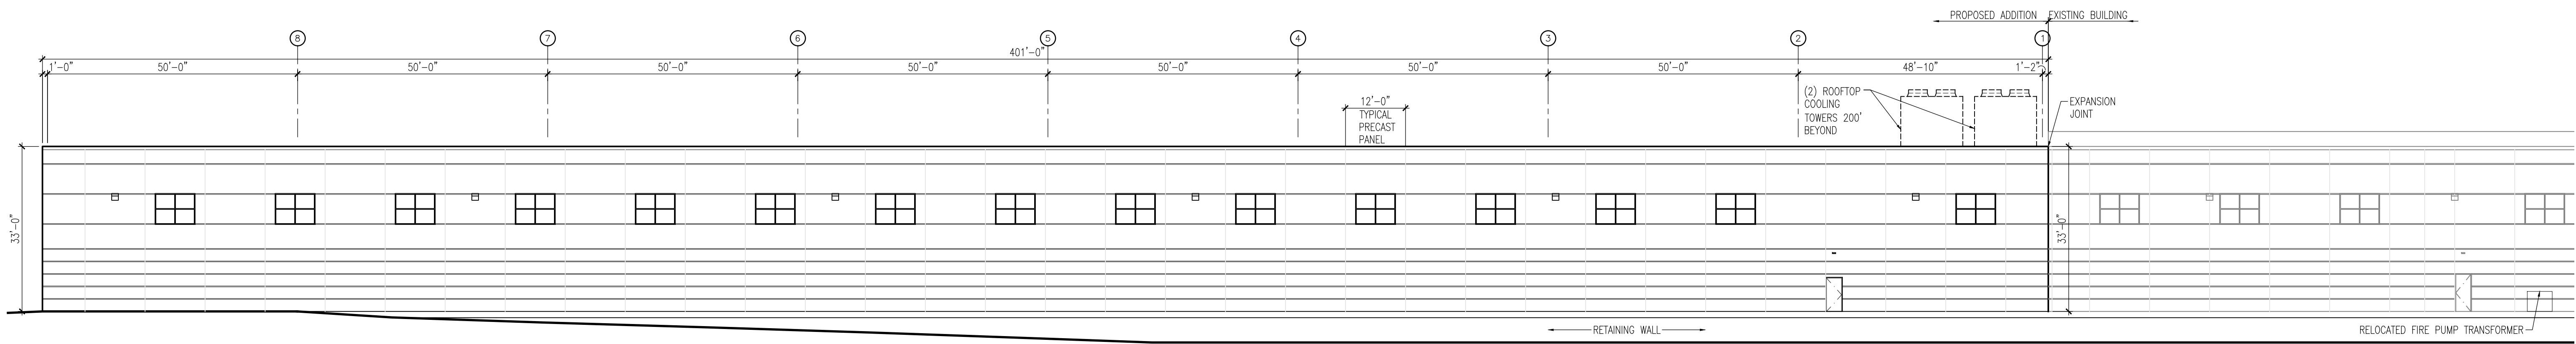 PROPOSED ADDITION EXISTING BUILDING
8 7 6 5 4 3 2 1
401'-0"
1'-0" 50'-0" 50'-0" 50'-0" 50'-0" 50'-0" 50'-0" 50'-0" 48'-10" 1'-2"
12'-0"
TYPICAL
PRECAST
PANEL
(2) ROOFTOP
COOLING
TOWERS 200'
BEYOND
EXPANSION
JOINT
33'-0"
33'-0"
RETAINING WALL
RELOCATED FIRE PUMP TRANSFORMER